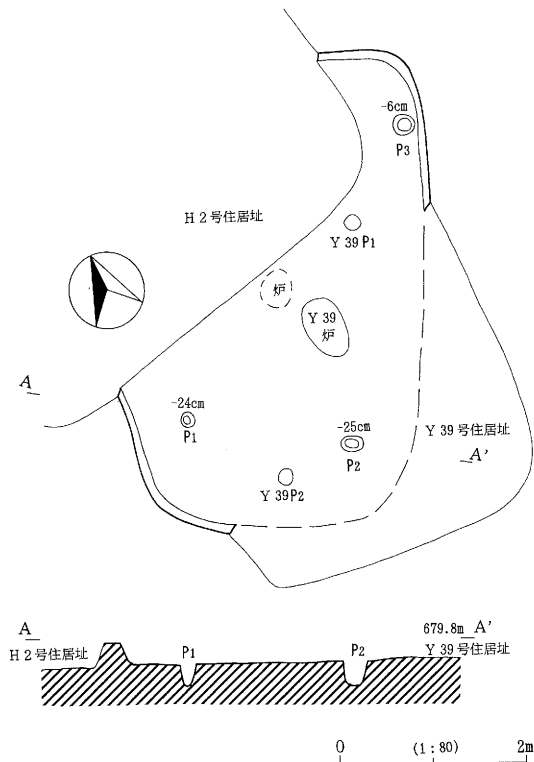 -6cm
P3
H 2 号住居址
Y 39 P1
炉
Y 39
炉
A
-24cm
P1
-25cm
P2
Y 39 号住居址
A'
Y 39 P2
A
679.8m A'
H 2 号住居址
P1
P2
Y 39 号住居址
0 (1:80) 2m